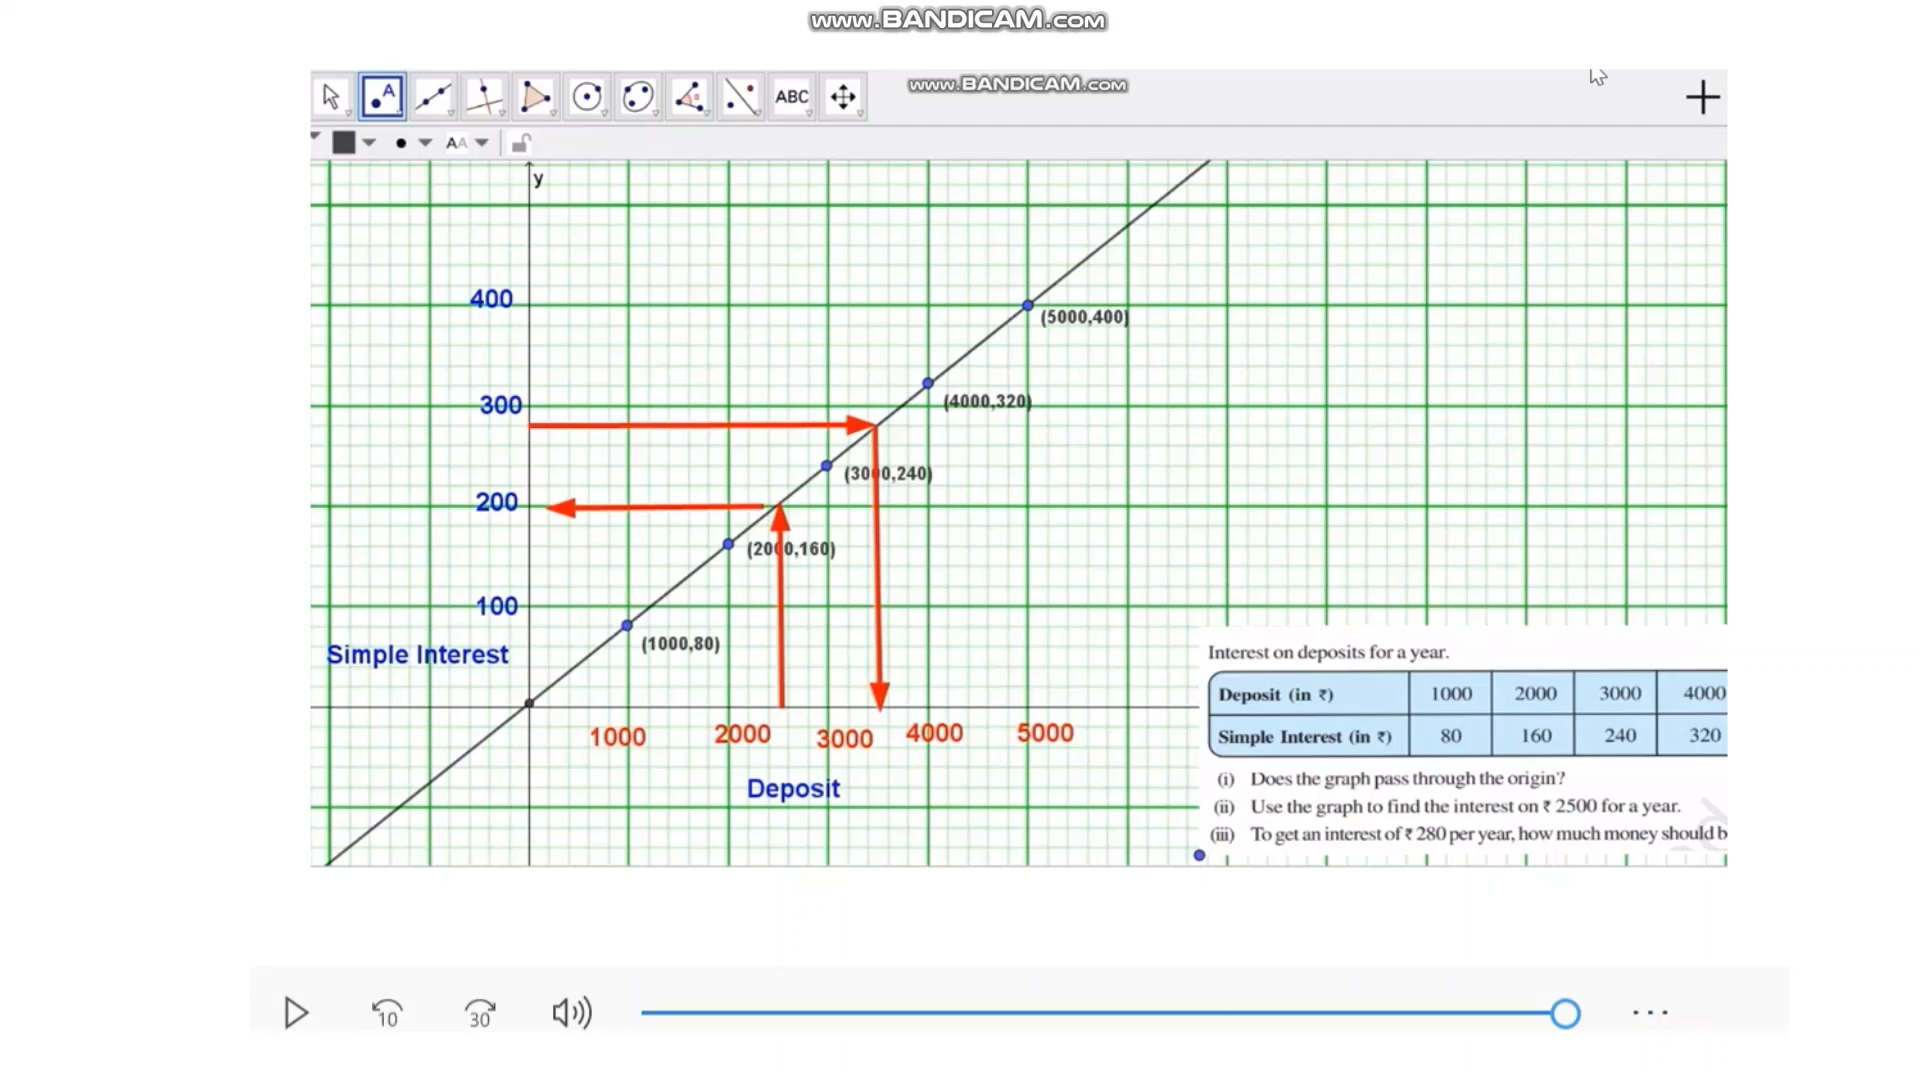 www.BANDICAM.com
A
ABC
www.BANDICAM.com
AA
y
400
(5000,400)
300
(4000,320)
(3000,240)
200
(2000,160)
100
(1000,80)
Simple Interest
1000 2000 3000 4000 5000
Deposit
Interest on deposits for a year.
Deposit (in ₹) 1000 2000 3000 4000
Simple Interest (in ₹) 80 160 240 320
(i) Does the graph pass through the origin?
(ii) Use the graph to find the interest on ₹ 2500 for a year.
(iii) To get an interest of ₹ 280 per year, how much money should b
10 30